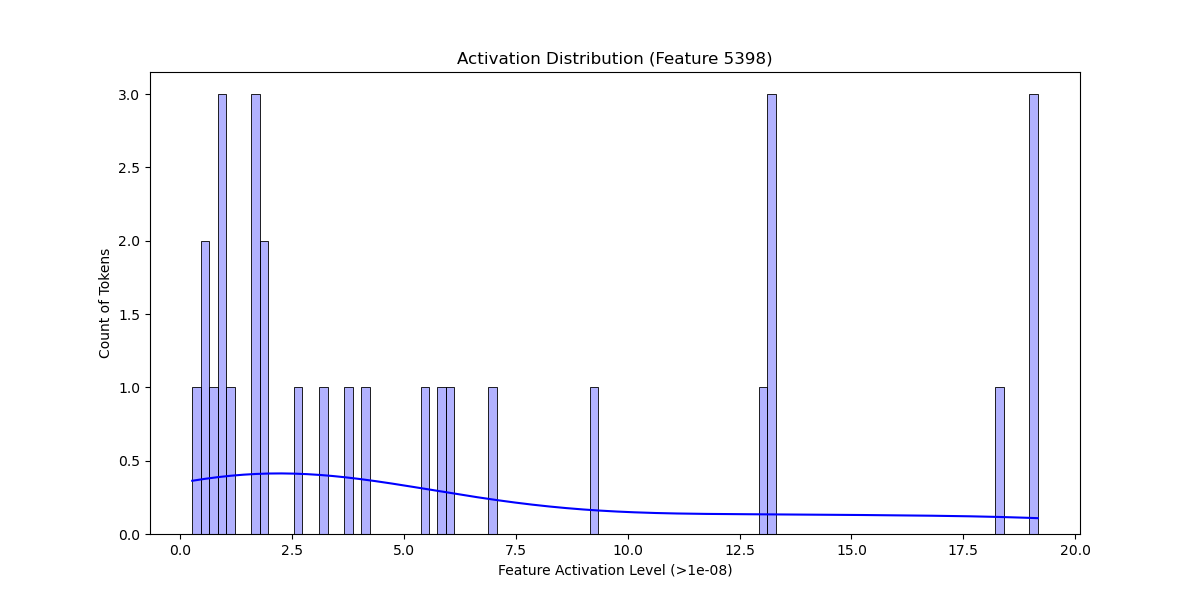 Activation Distribution (Feature 5398)
3.0
2.5
2.0
1.5
1.0
0.5
0.0
Count of Tokens
0.0 2.5 5.0 7.5 10.0 12.5 15.0 17.5 20.0
Feature Activation Level (>1e-08)